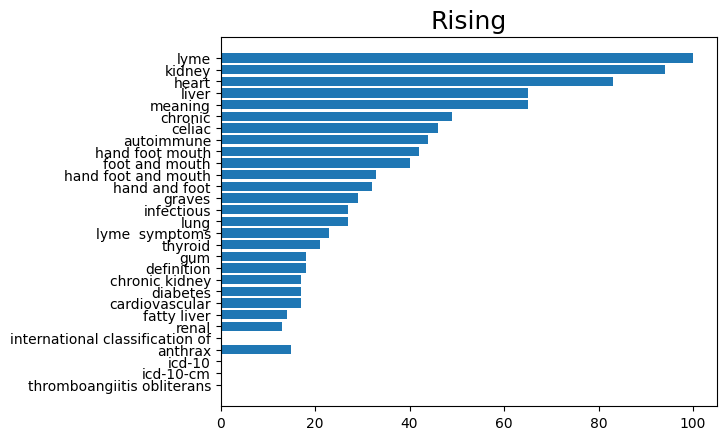 Rising
lyme
kidney
heart
liver
meaning
chronic
celiac
autoimmune
hand foot mouth
foot and mouth
hand foot and mouth
hand and foot
graves
infectious
lung
lyme  symptoms
thyroid
gum
definition
chronic kidney
diabetes
cardiovascular
fatty liver
renal
international classification of
anthrax
icd-10
icd-10-cm
thromboangiitis obliterans
0 20 40 60 80 100